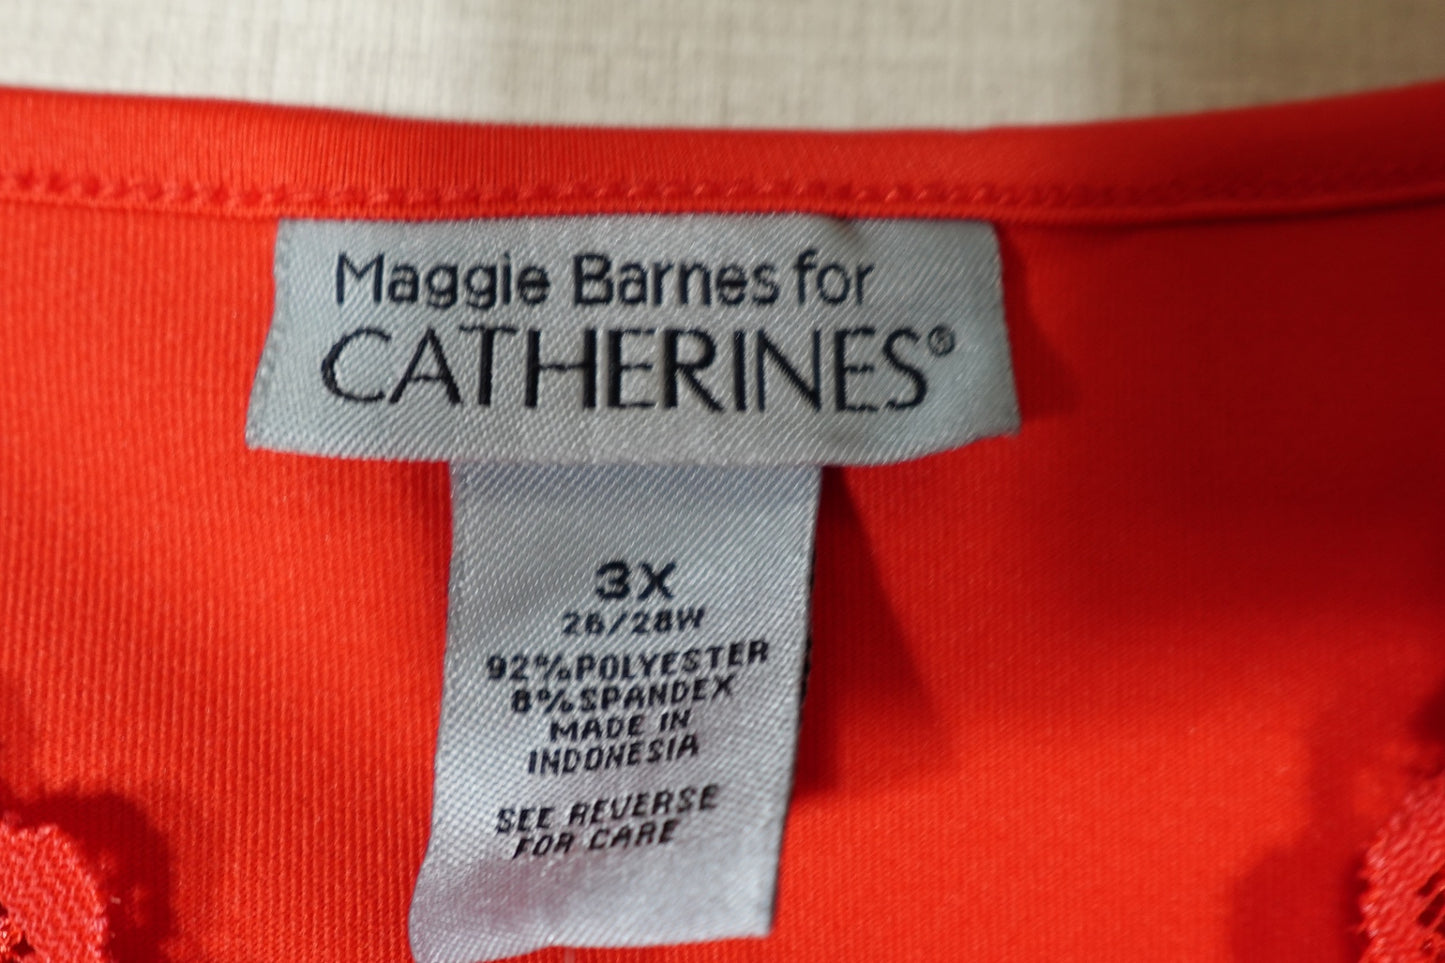 Maggie Barnes for
CATHERINES®
3X
26/28W
92%POLYESTER
8%SPANDEX
MADE IN
INDONESIA
SEE REVERSE
FOR CARE